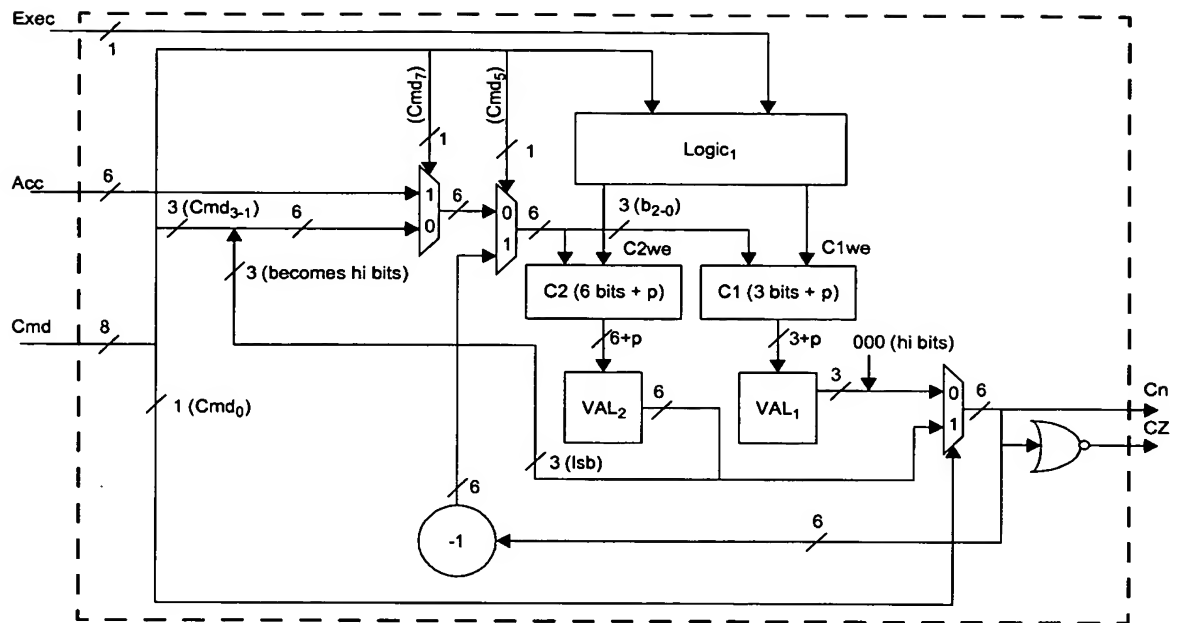 Exec
1
(Cmd₇)
(Cmd₅)
1
1
Logic₁
Acc
6
3 (Cmd₃₋₁)
6
1
0
6
0
1
6
3 (b₂₋₀)
C2we
C1we
3 (becomes hi bits)
C2 (6 bits + p)
C1 (3 bits + p)
Cmd
8
6+p
3+p
000 (hi bits)
1 (Cmd₀)
VAL₂
6
VAL₁
3
0
1
6
Cn
CZ
3 (lsb)
6
-1
6